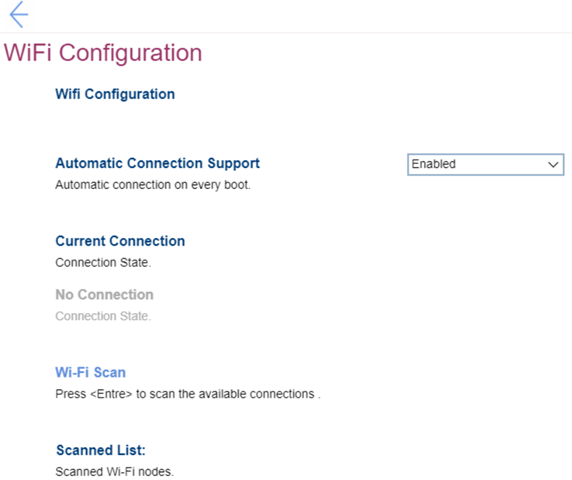 WiFi Configuration
Wifi Configuration
Automatic Connection Support
Enabled
Automatic connection on every boot.
Current Connection
Connection State.
No Connection
Connection State.
Wi-Fi Scan
Press <Entre> to scan the available connections .
Scanned List:
Scanned Wi-Fi nodes.